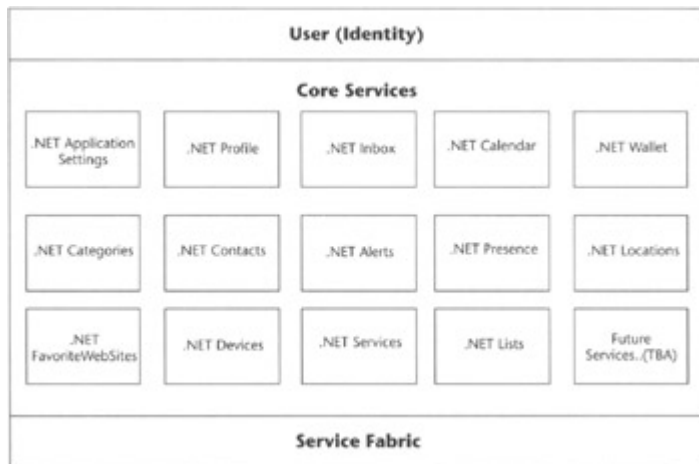 User (Identity)
Core Services
.NET Application
Settings
.NET Profile
.NET Inbox
.NET Calendar
.NET Wallet
.NET Categories
.NET Contacts
.NET Alerts
.NET Presence
.NET Locations
.NET
FavoriteWebSites
.NET Devices
.NET Services
.NET Lists
Future
Services..(TBA)
Service Fabric